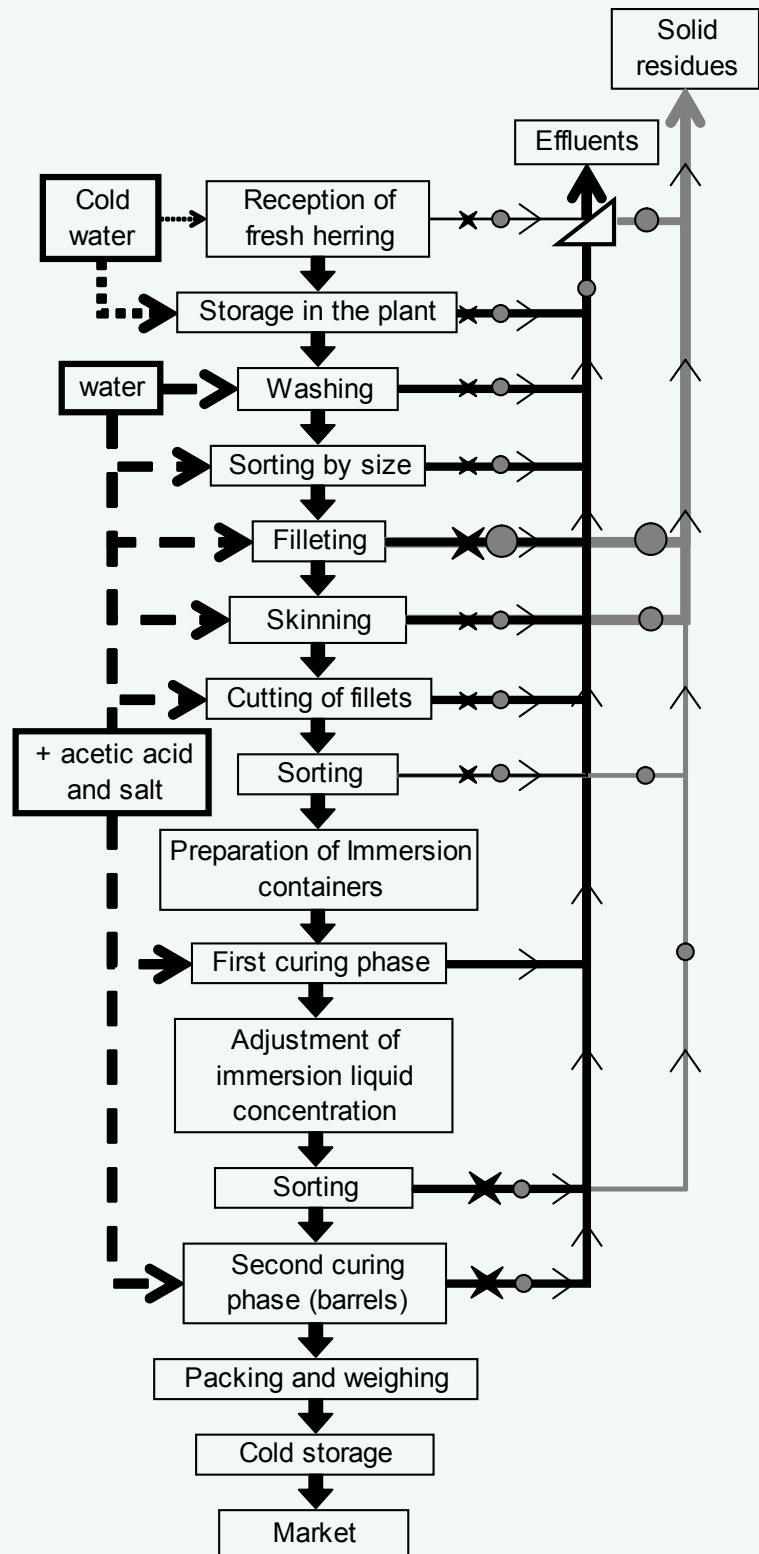 Solid
residues
Effluents
Cold
water
Reception of
fresh herring
Storage in the plant
water
Washing
Sorting by size
Filleting
Skinning
Cutting of fillets
+ acetic acid
and salt
Sorting
Preparation of Immersion
containers
First curing phase
Adjustment of
immersion liquid
concentration
Sorting
Second curing
phase (barrels)
Packing and weighing
Cold storage
Market